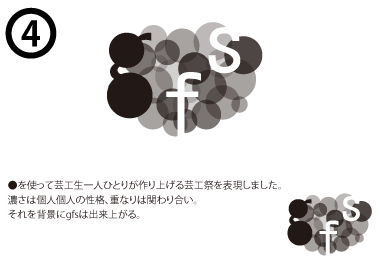 4
gfs
●を使って芸工生一人ひとりが作り上げる芸工祭を表現しました。
濃さは個人個人の性格、重なりは関わり合い。
それを背景にgfsは出来上がる。
gfs